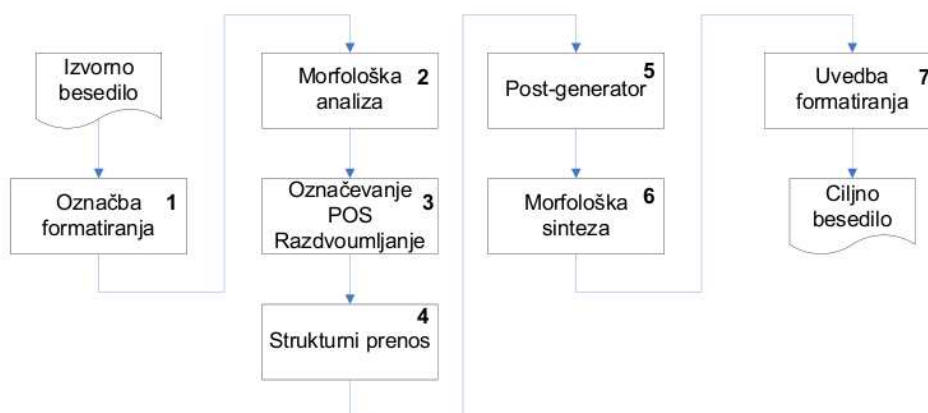 Izvorno
besedilo
Označba 1
formatiranja
Morfološka 2
analiza
Označevanje
POS 3
Razdvoumljanje
4
Strukturni prenos
5
Post-generator
Morfološka 6
sinteza
Uvedba 7
formatiranja
Ciljno
besedilo